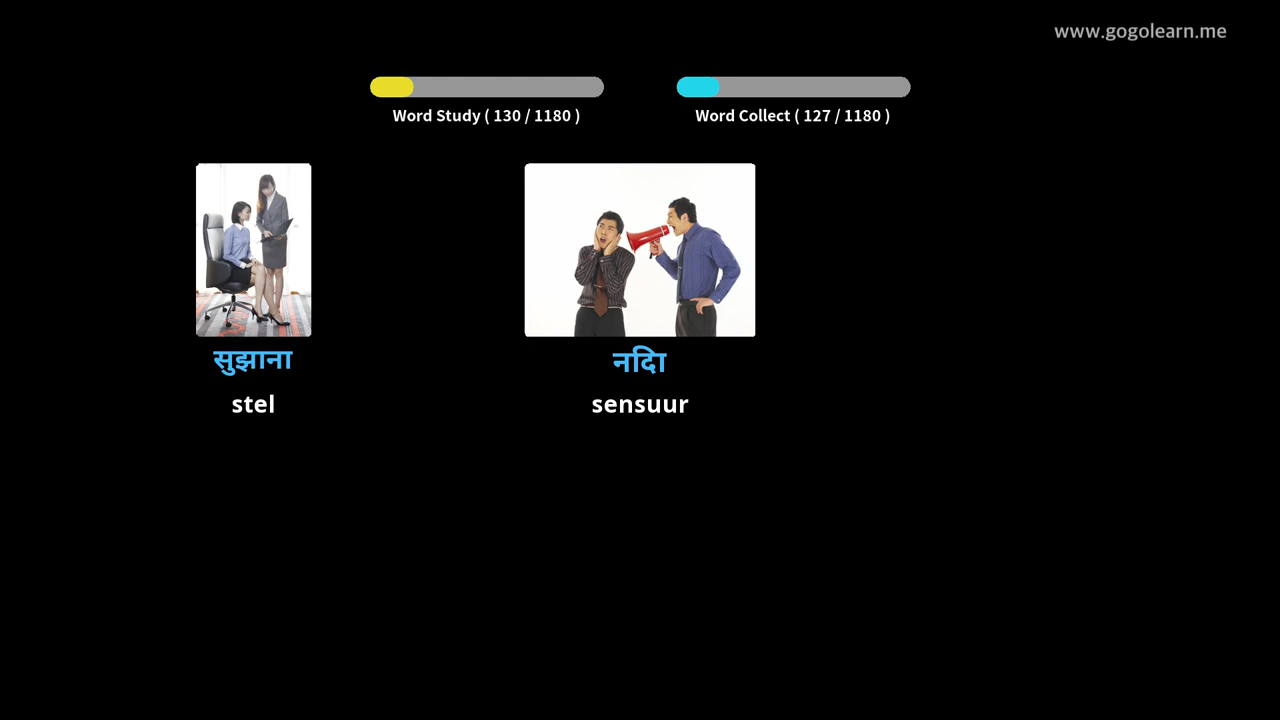 www.gogolearn.me
Word Study ( 130 / 1180 )
Word Collect ( 127 / 1180 )
सुझाना
नदिा
stel
sensuur